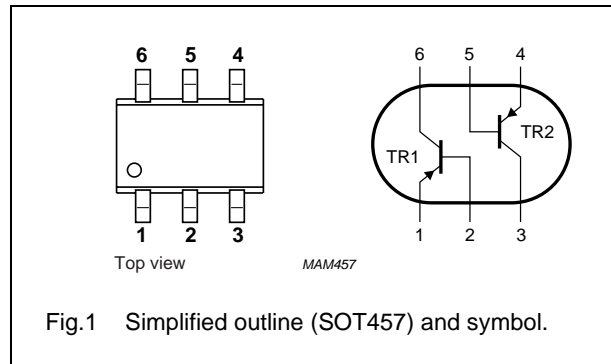 6 5 4
6 5 4
TR1
TR2
1 2 3
1 2 3
Top view
MAM457
Fig.1 Simplified outline (SOT457) and symbol.